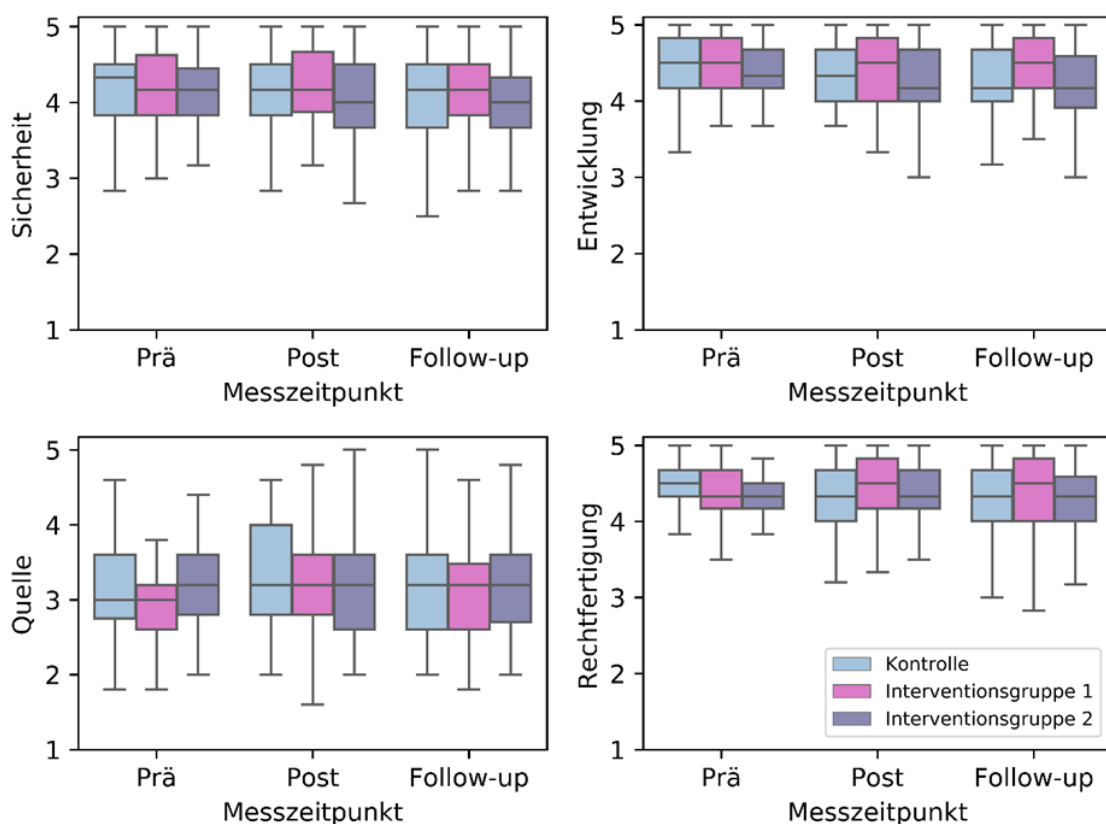 Sicherheit
5
4
3
2
1
Prä Post Follow-up
Messzeitpunkt
Entwicklung
5
4
3
2
1
Prä Post Follow-up
Messzeitpunkt
Quelle
5
4
3
2
1
Prä Post Follow-up
Messzeitpunkt
Rechtfertigung
5
4
3
2
1
Kontrolle
Interventionsgruppe 1
Interventionsgruppe 2
Prä Post Follow-up
Messzeitpunkt